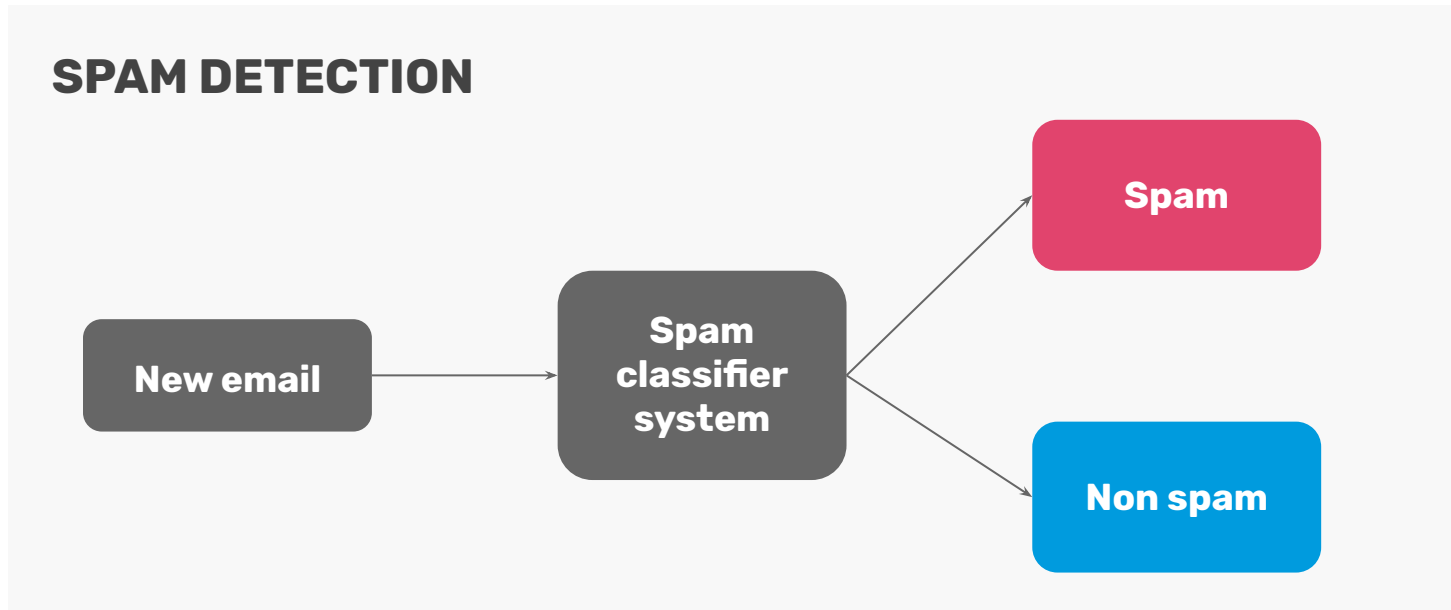 SPAM DETECTION
Spam
New email
Spam
classifier
system
Non spam